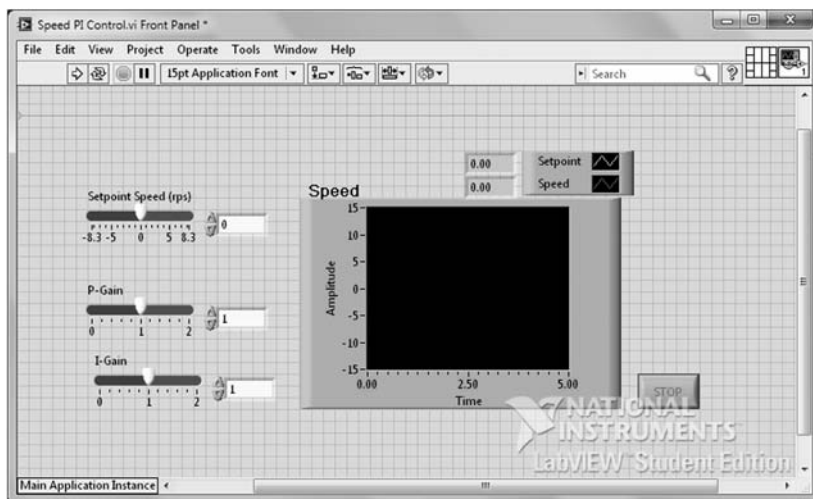 Speed PI Control.vi Front Panel *
File Edit View Project Operate Tools Window Help
15pt Application Font
Search
1
0.00 Setpoint
0.00 Speed
Speed
Setpoint Speed (rps)
0
-8.3 -5 0 5 8.3
P-Gain
1
0 1 2
I-Gain
1
0 1 2
15
10
5
0
-5
-10
-15
Amplitude
0.00 2.50 5.00
Time
STOP
NATIONAL
INSTRUMENTS
LabVIEW Student Edition
Main Application Instance